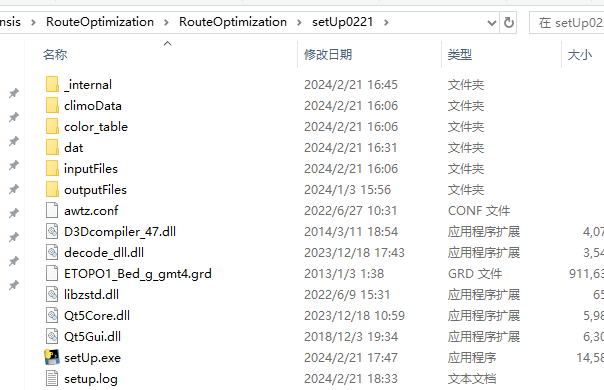 nsis > RouteOptimization > RouteOptimization > setUp0221 > 在 setUp02
名称 修改日期 类型 大小
_internal 2024/2/21 16:45 文件夹
climoData 2024/2/21 16:06 文件夹
color_table 2024/2/21 16:06 文件夹
dat 2024/2/21 16:31 文件夹
inputFiles 2024/2/21 16:06 文件夹
outputFiles 2024/1/3 15:56 文件夹
awtz.conf 2022/6/27 10:31 CONF 文件
D3Dcompiler_47.dll 2014/3/11 18:54 应用程序扩展 4,07
decode_dll.dll 2023/12/18 17:43 应用程序扩展 3,54
ETOPO1_Bed_g_gmt4.grd 2013/1/3 1:38 GRD 文件 911,63
libzstd.dll 2022/6/9 15:31 应用程序扩展 65
Qt5Core.dll 2023/12/18 10:59 应用程序扩展 5,98
Qt5Gui.dll 2018/12/3 19:34 应用程序扩展 6,30
setUp.exe 2024/2/21 17:47 应用程序 14,58
setup.log 2024/2/21 18:33 文本文档